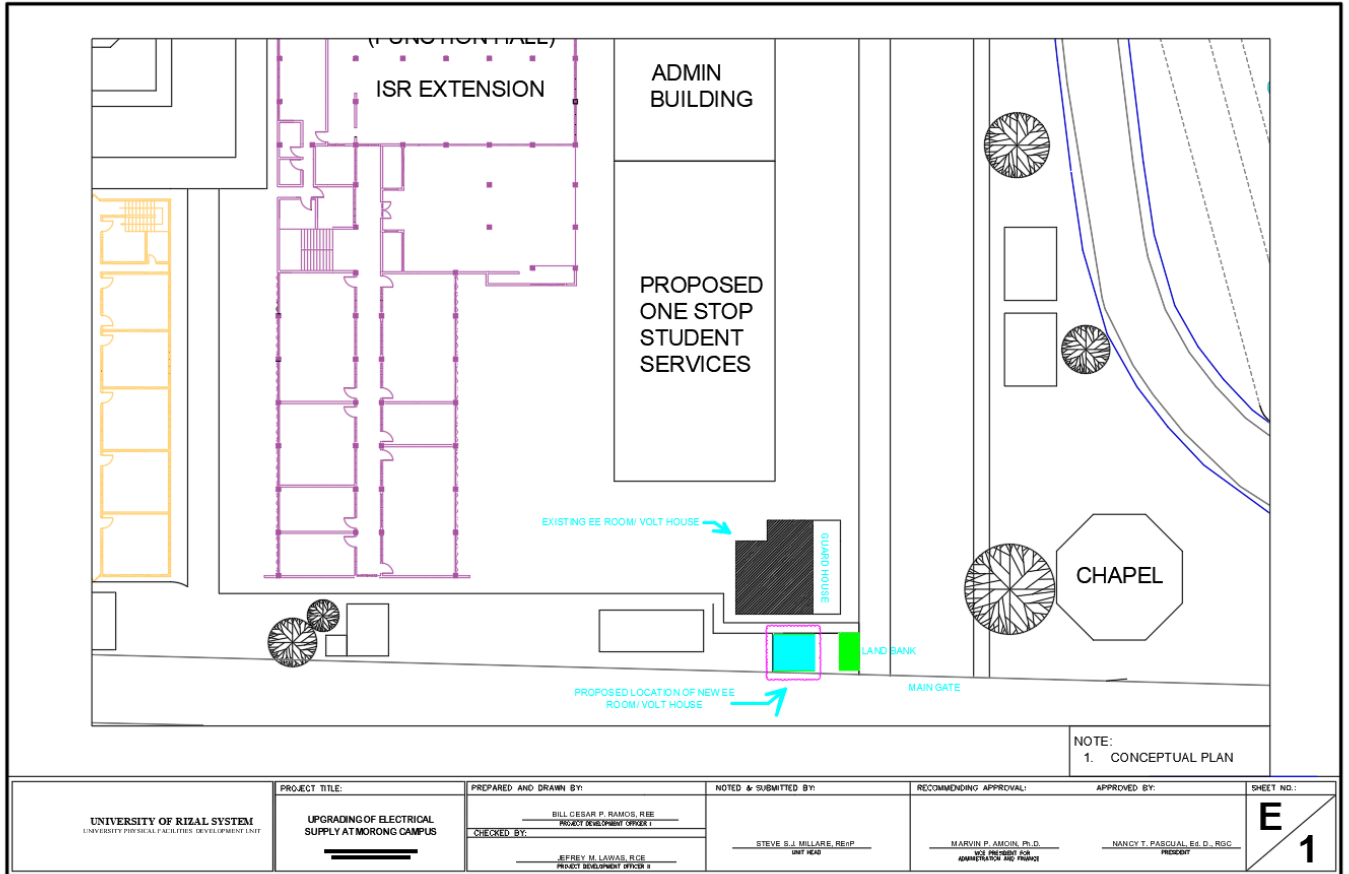 (FUNCTION HALL)
ISR EXTENSION
ADMIN
BUILDING
PROPOSED
ONE STOP
STUDENT
SERVICES
EXISTING EE ROOM/ VOLT HOUSE
GUARD HOUSE
CHAPEL
LAND BANK
MAIN GATE
PROPOSED LOCATION OF NEW EE
ROOM/ VOLT HOUSE
NOTE:
1. CONCEPTUAL PLAN
UNIVERSITY OF RIZAL SYSTEM
UNIVERSITY PHYSICAL FACILITIES DEVELOPMENT UNIT
PROJECT TITLE:
UPGRADING OF ELECTRICAL
SUPPLY AT MORONG CAMPUS
PREPARED AND DRAWN BY:
BILL CESAR P. RAMOS, REE
PROJECT DEVELOPMENT OFFICER I
CHECKED BY:
JEFREY M. LAWAS, RCE
PROJECT DEVELOPMENT OFFICER II
NOTED & SUBMITTED BY:
STEVE S.J. MILLARE, REnP
UNIT HEAD
RECOMMENDING APPROVAL:
MARVIN P. AMOIN, Ph.D.
VICE PRESIDENT FOR
ADMINISTRATION AND FINANCE
APPROVED BY:
NANCY T. PASCUAL, Ed. D., RGC
PRESIDENT
SHEET NO.:
E
1